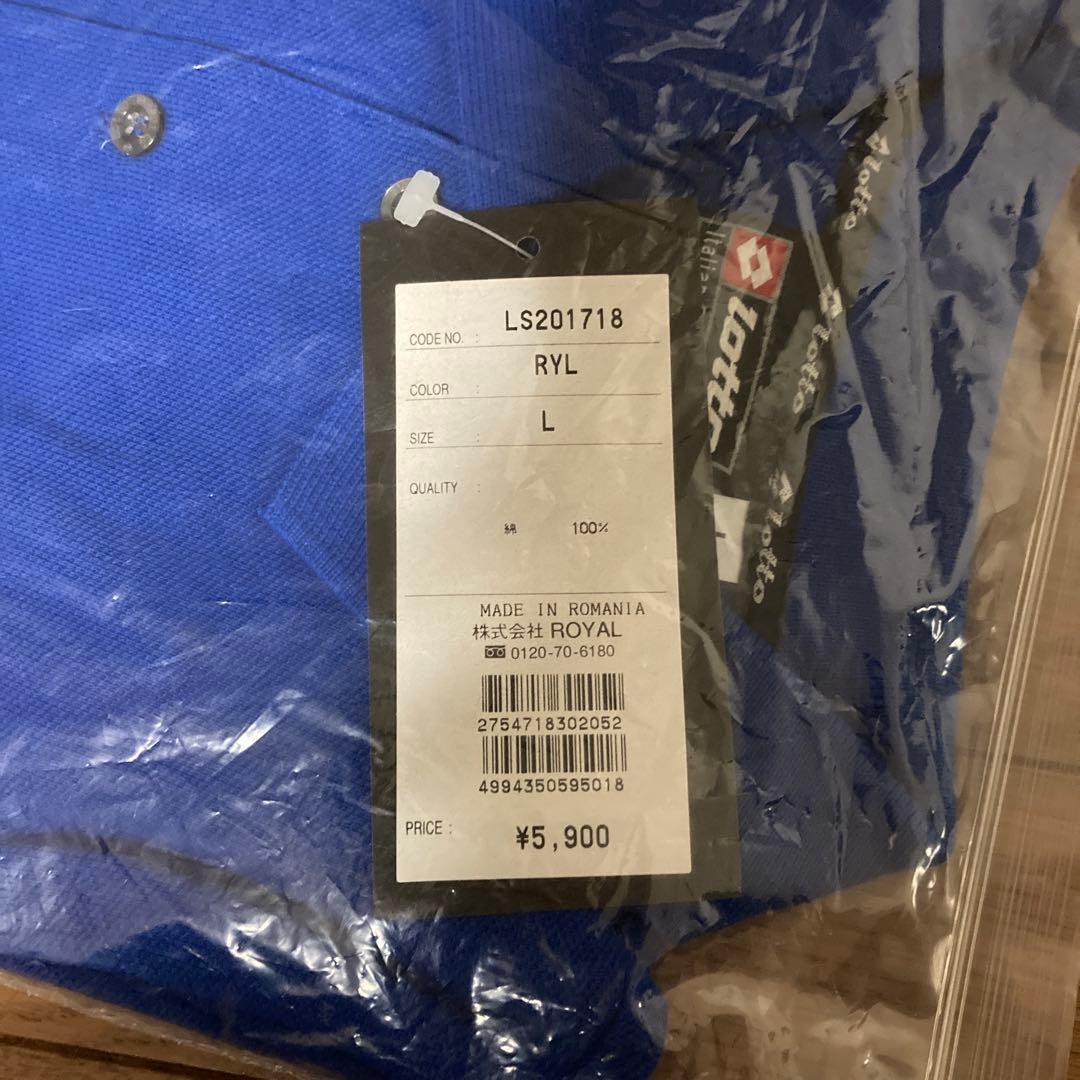 CODE NO. : LS201718
COLOR : RYL
SIZE : L
QUALITY :
綿 100%
MADE IN ROMANIA
株式会社 ROYAL
0120-70-6180
2754718302052
4994350595018
PRICE : ¥5,900
Italian
lotto
lotto
lotto
lotto